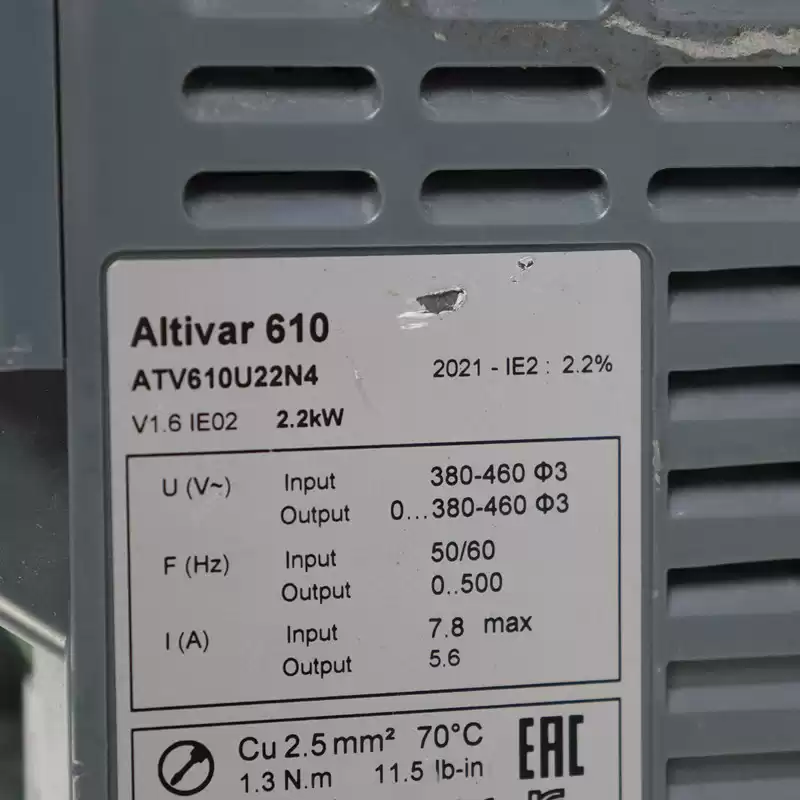 Altivar 610
ATV610U22N4
2021 - IE2 : 2.2%
V1.6 IE02 2.2kW
U (V~) Input 380-460 Φ3
Output 0...380-460 Φ3
F (Hz) Input 50/60
Output 0..500
I (A) Input 7.8 max
Output 5.6
Cu 2.5 mm² 70°C
1.3 N.m 11.5 lb-in
EAC